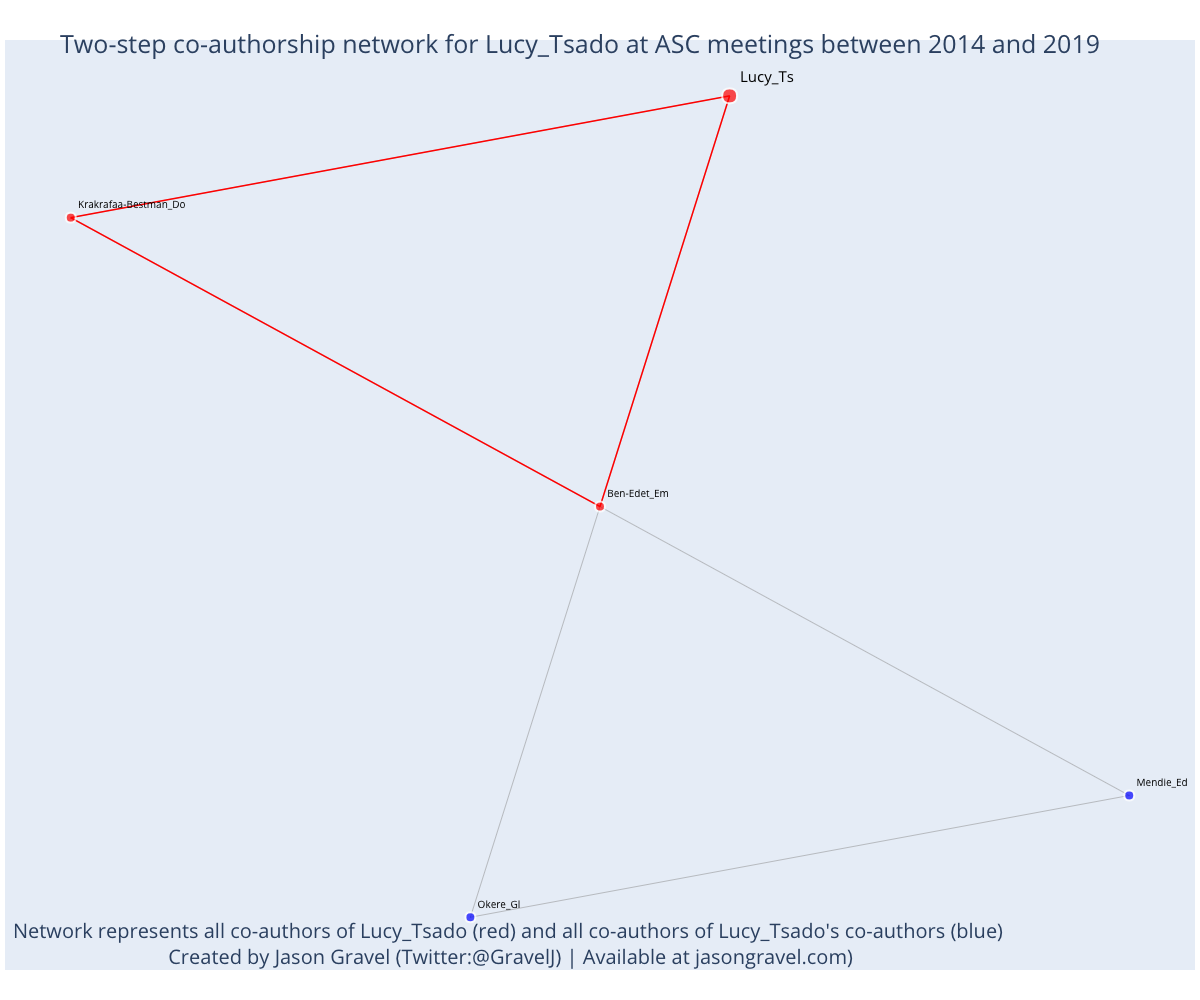 Two-step co-authorship network for Lucy_Tsado at ASC meetings between 2014 and 2019
Lucy_Ts
Krakrafaa-Bestman_Do
Ben-Edet_Em
Mendie_Ed
Okere_Gl
Network represents all co-authors of Lucy_Tsado (red) and all co-authors of Lucy_Tsado's co-authors (blue)
Created by Jason Gravel (Twitter:@GravelJ) | Available at jasongravel.com)